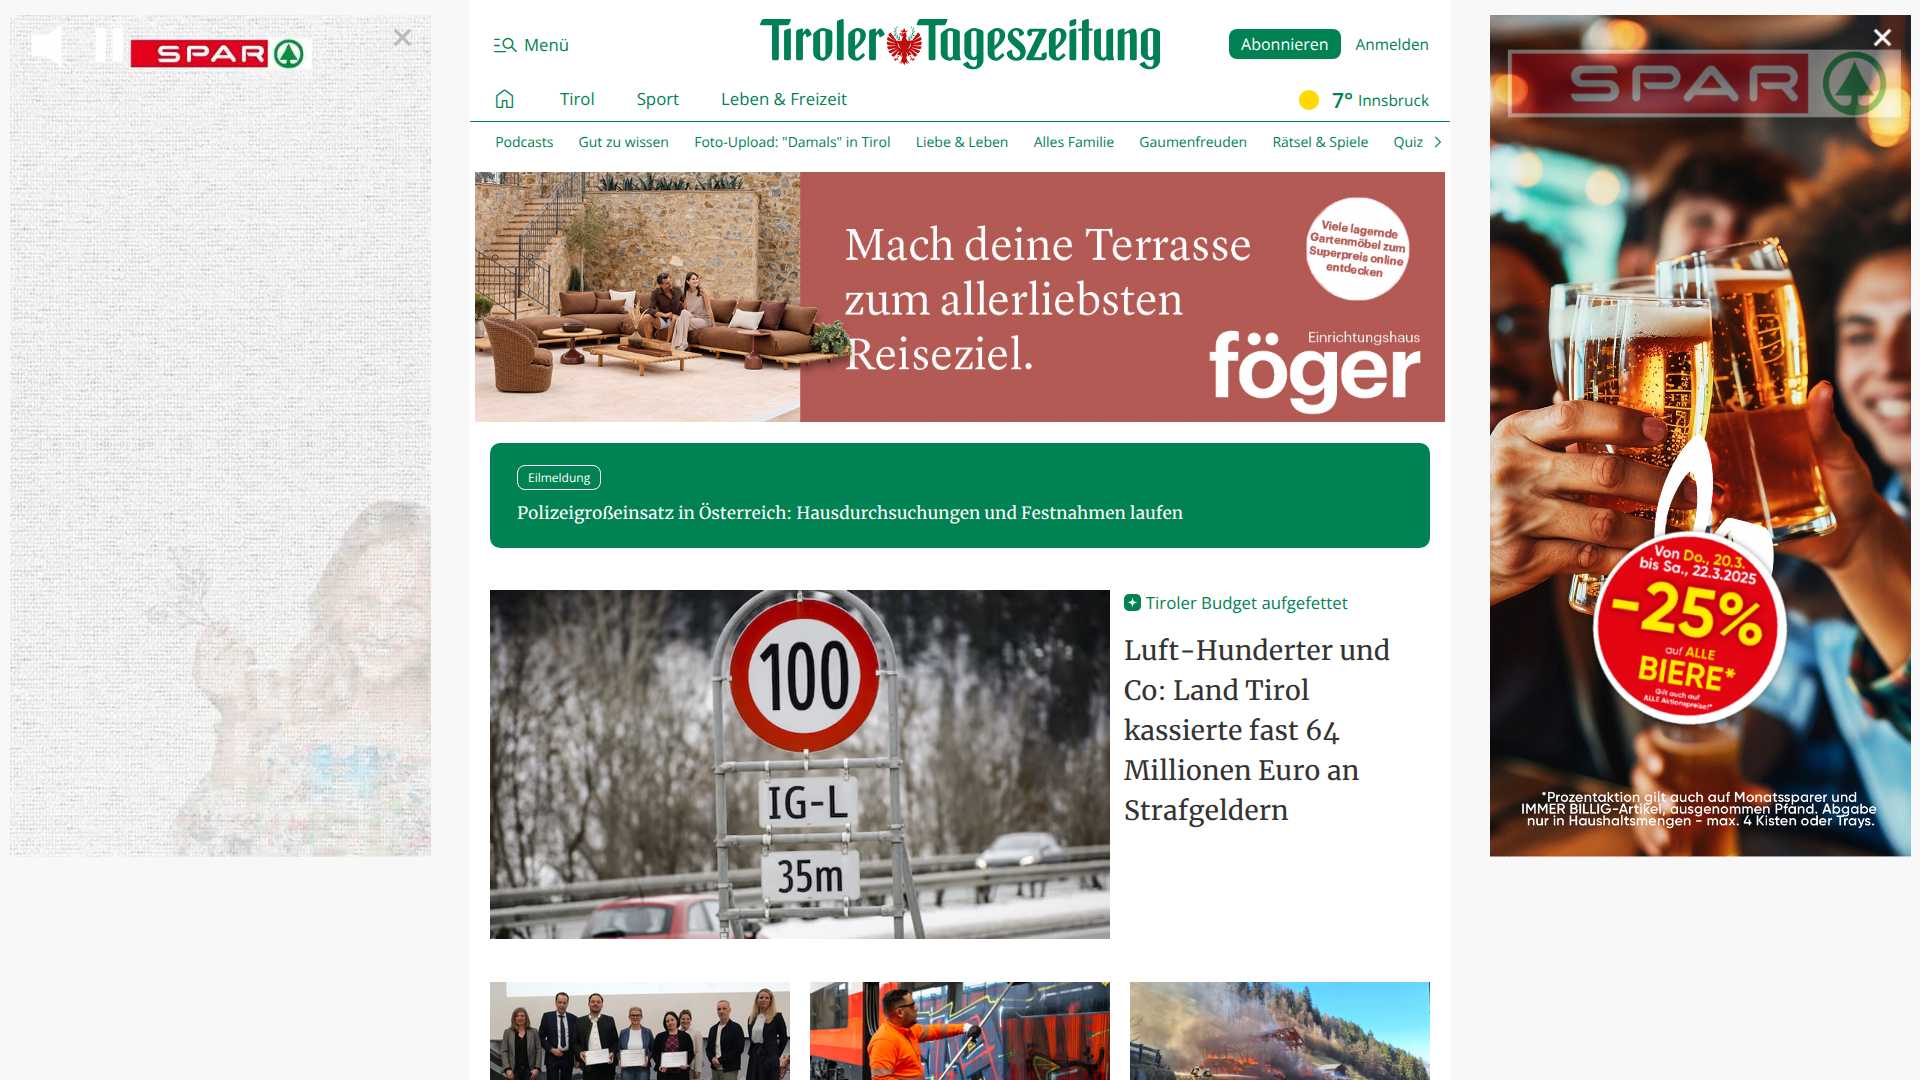 SPAR
Menü
Tiroler Tageszeitung
Abonnieren
Anmelden
Tirol
Sport
Leben & Freizeit
7° Innsbruck
Podcasts
Gut zu wissen
Foto-Upload: "Damals" in Tirol
Liebe & Leben
Alles Familie
Gaumenfreuden
Rätsel & Spiele
Quiz
Mach deine Terrasse
zum allerliebsten
Reiseziel.
Viele lagernde
Gartenmöbel zum
Superpreis online
entdecken
Einrichtungshaus
föger
Eilmeldung
Polizeigroßeinsatz in Österreich: Hausdurchsuchungen und Festnahmen laufen
100
IG-L
35m
Tiroler Budget aufgefettet
Luft-Hunderter und
Co: Land Tirol
kassierte fast 64
Millionen Euro an
Strafgeldern
SPAR
Von Do., 20.3.
bis Sa., 22.3.2025
-25%
auf ALLE
BIERE*
Gilt auch auf
ALLE Aktionspreise!*
*Prozentaktion gilt auch auf Monatssparer und
IMMER BILLIG-Artikel, ausgenommen Pfand. Abgabe
nur in Haushaltsmengen - max. 4 Kisten oder Trays.